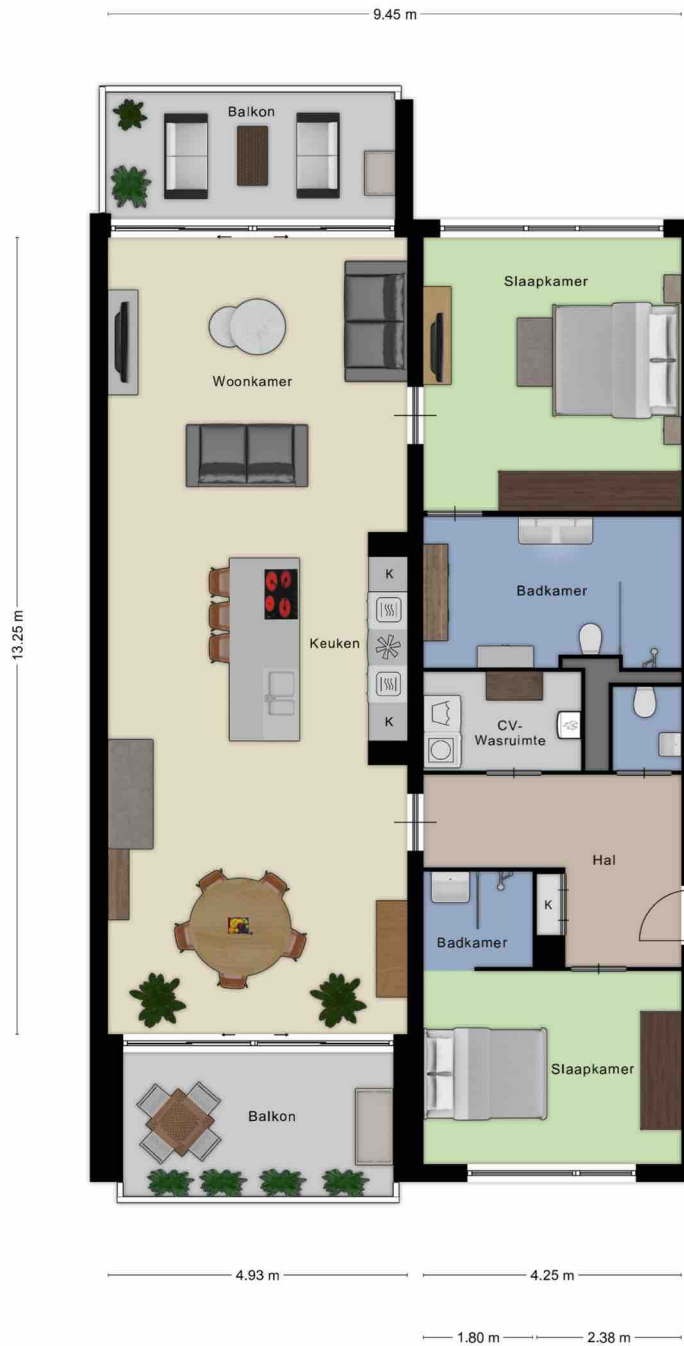 9.45 m
Balkon
Slaapkamer
Woonkamer
K
Badkamer
13.25 m
Keuken
K
CV-
Wasruimte
Hal
K
Badkamer
Slaapkamer
Balkon
4.93 m
4.25 m
1.80 m
2.38 m